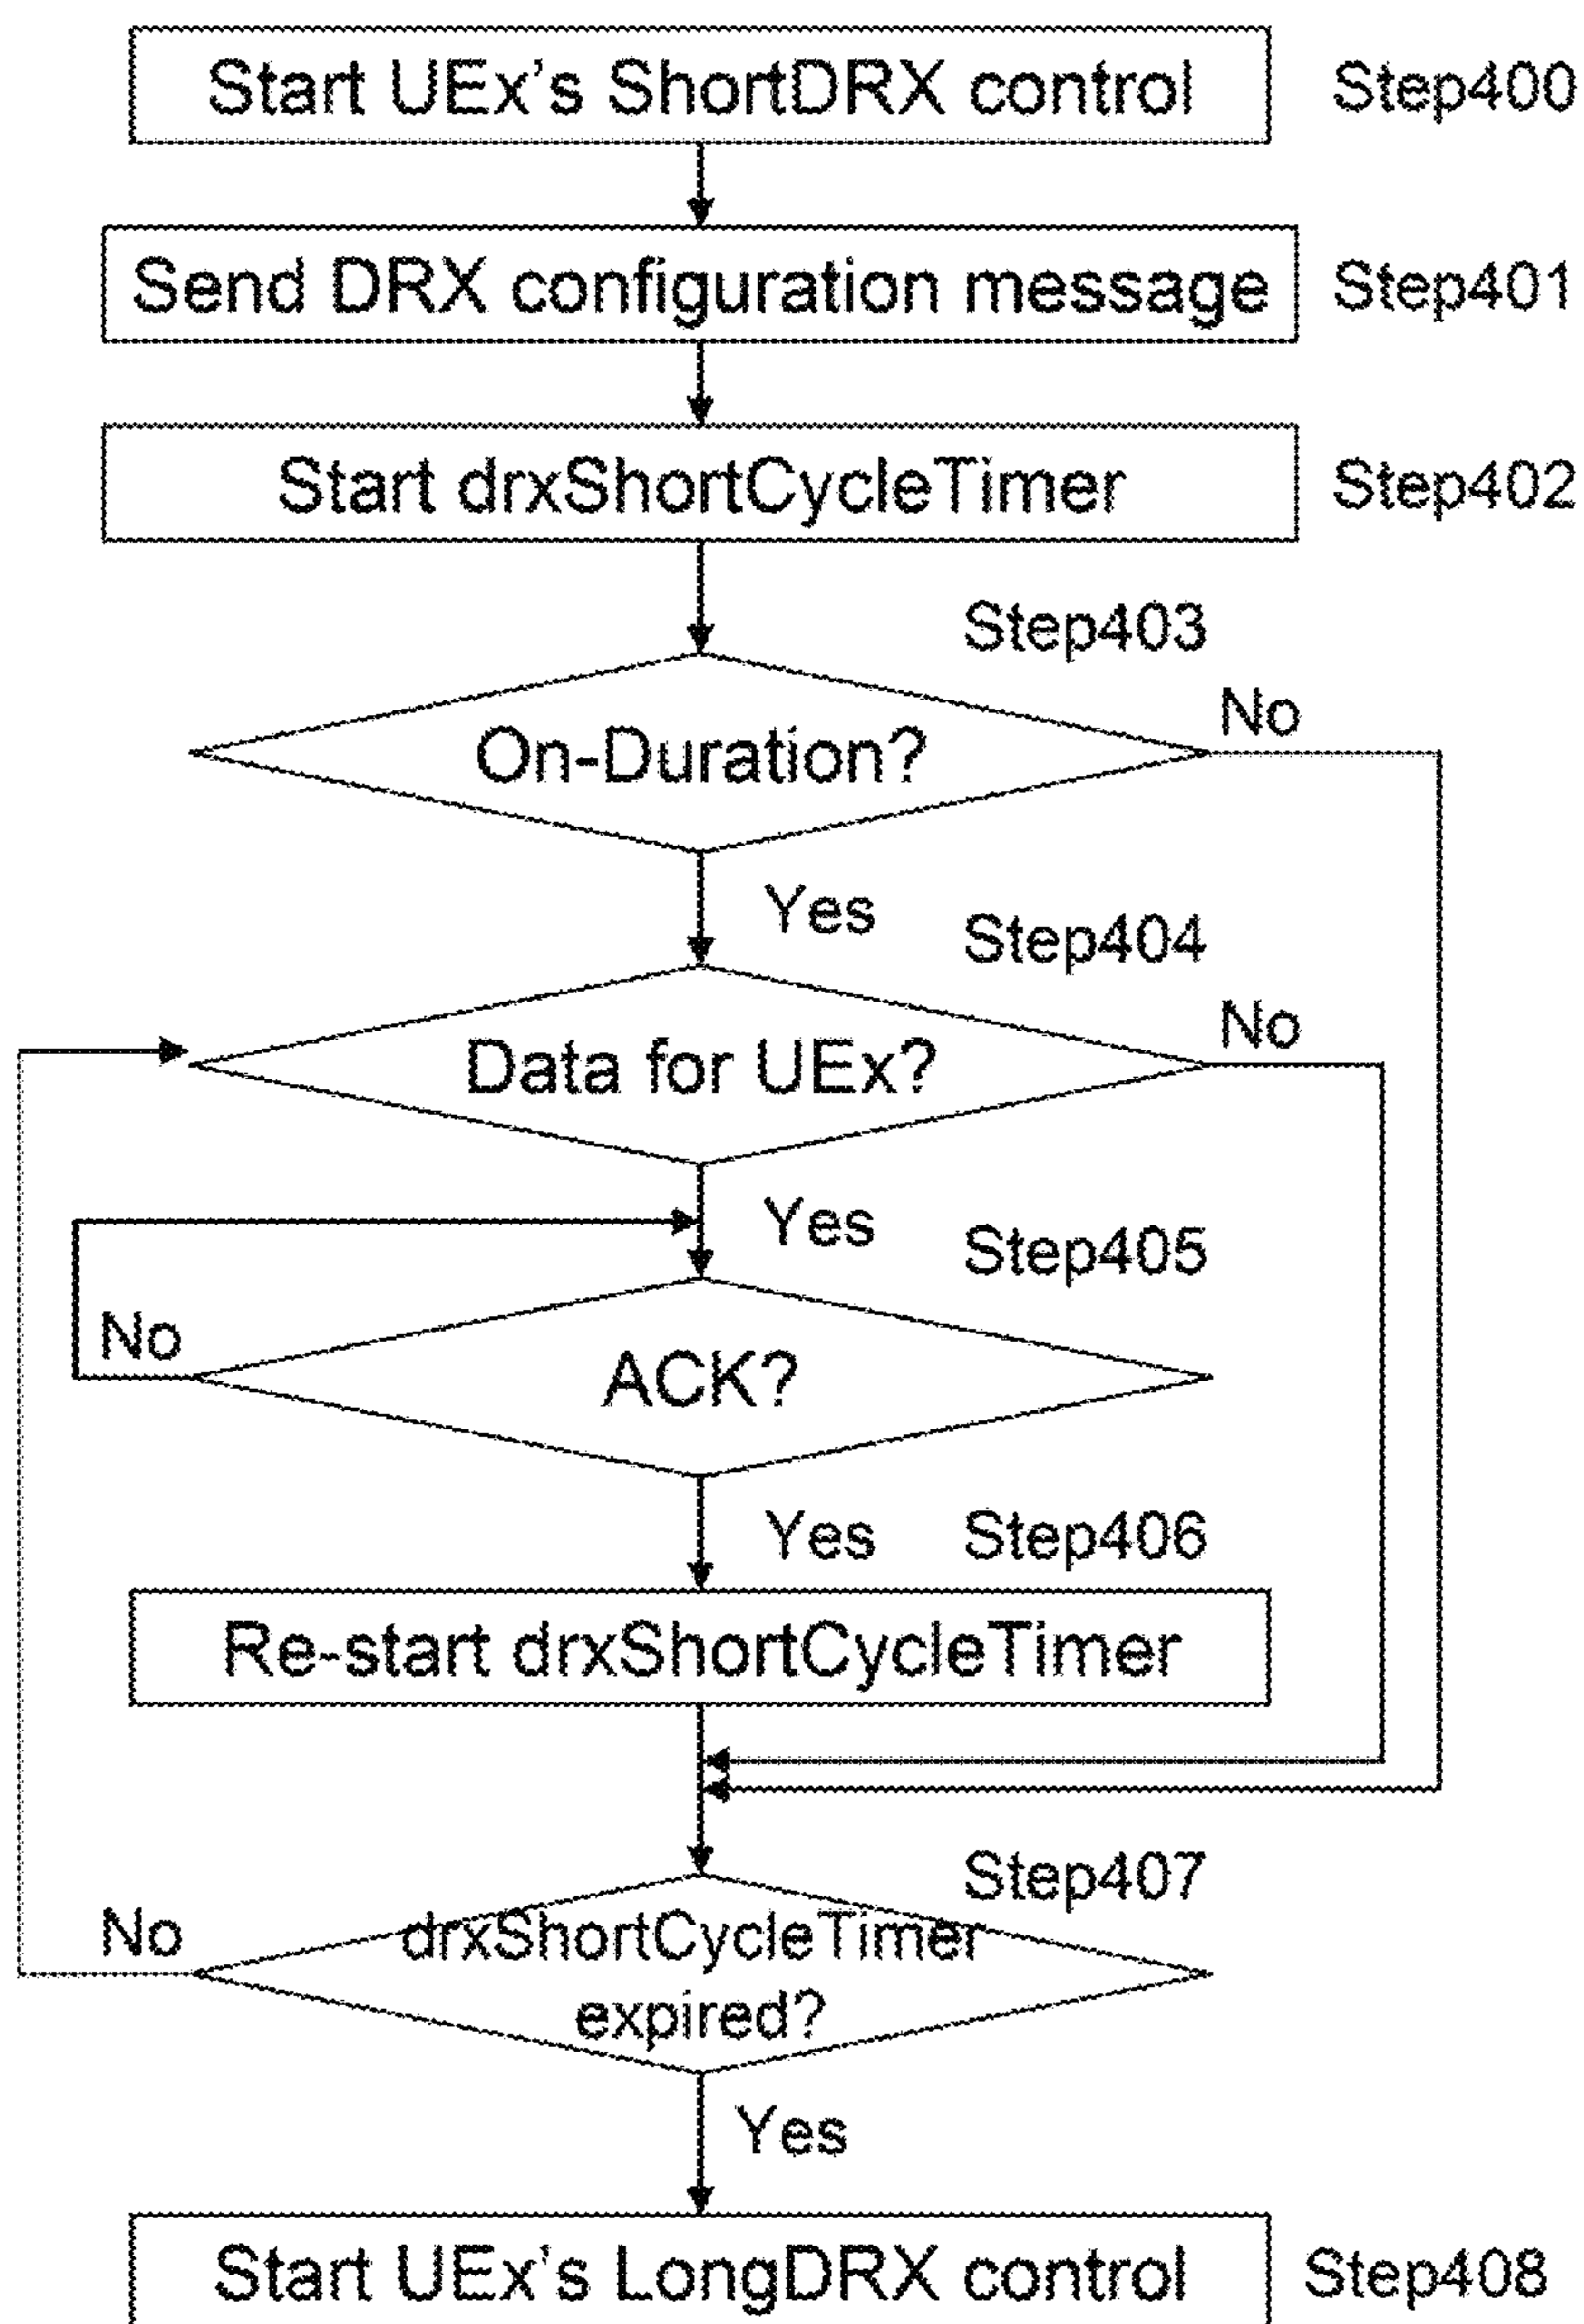 Start UEx's ShortDRX control Step400
Send DRX configuration message Step401
Start drxShortCycleTimer Step402
Step403
On-Duration?
No
Yes
Step404
Data for UEx?
No
Yes
Step405
No
ACK?
Yes Step406
Re-start drxShortCycleTimer
Step407
No
drxShortCycleTimer
expired?
Yes
Start UEx's LongDRX control Step408